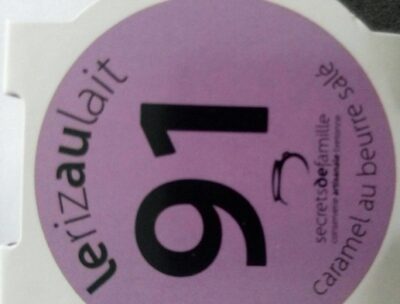 lerizaulait
91
secretsdefamille
caramel au beurre salé